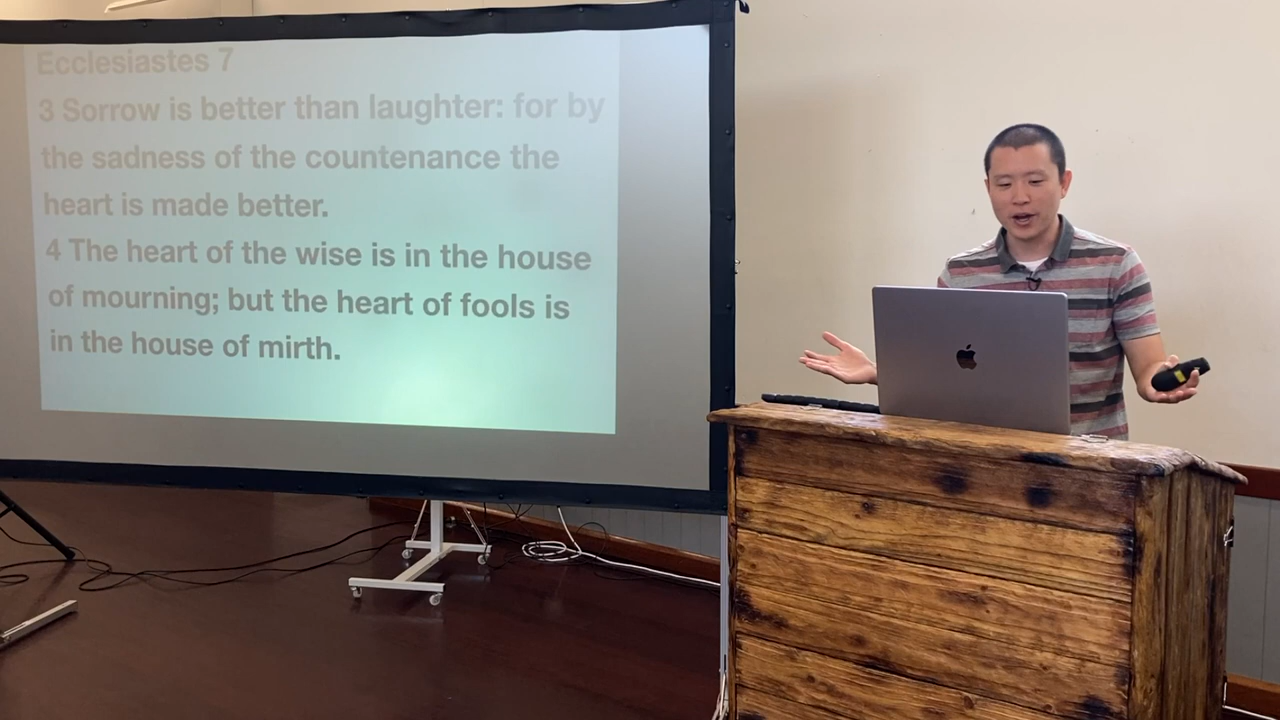 Ecclesiastes 7
3 Sorrow is better than laughter: for by
the sadness of the countenance the
heart is made better.
4 The heart of the wise is in the house
of mourning; but the heart of fools is
in the house of mirth.